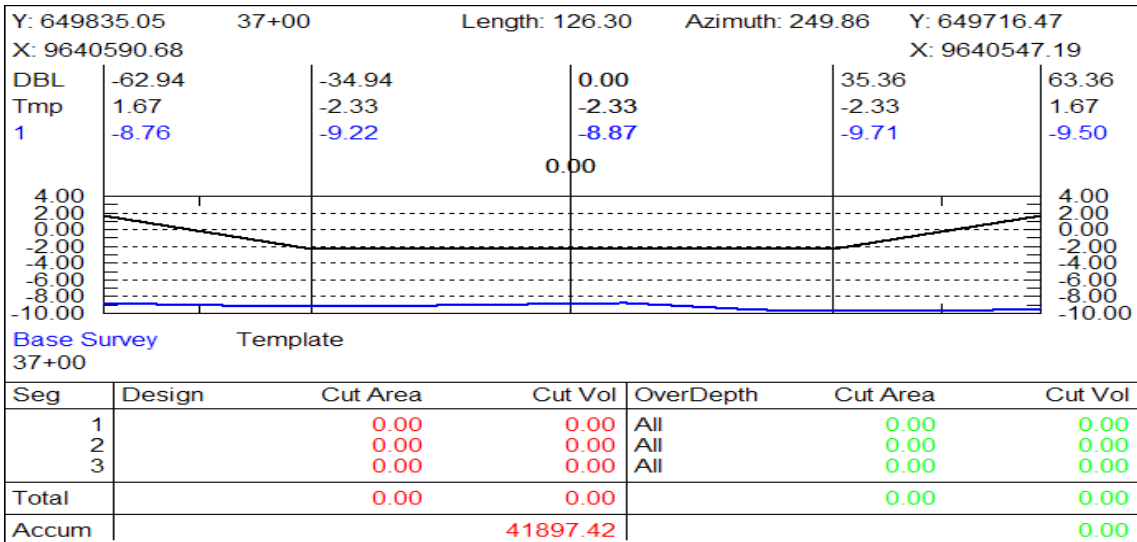 Y: 649835.05 37+00 Length: 126.30 Azimuth: 249.86 Y: 649716.47
X: 9640590.68 X: 9640547.19
DBL -62.94 -34.94 0.00 35.36 63.36
Tmp 1.67 -2.33 -2.33 -2.33 1.67
1 -8.76 -9.22 -8.87 -9.71 -9.50
0.00
4.00 4.00
2.00 2.00
0.00 0.00
-2.00 -2.00
-4.00 -4.00
-6.00 -6.00
-8.00 -8.00
-10.00 -10.00
Base Survey Template
37+00
Seg Design Cut Area Cut Vol OverDepth Cut Area Cut Vol
1 0.00 0.00 All 0.00 0.00
2 0.00 0.00 All 0.00 0.00
3 0.00 0.00 All 0.00 0.00
Total 0.00 0.00 0.00 0.00
Accum 41897.42 0.00